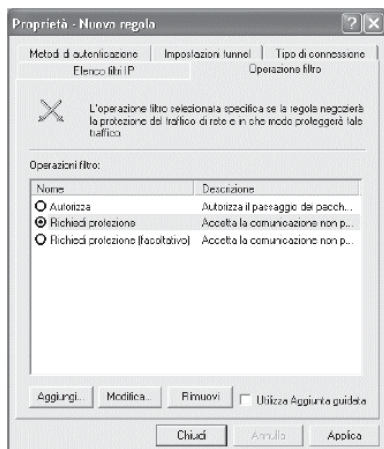 Proprietà - Nuova regola
Metodi di autenticazione Impostazioni tunnel Tipo di connessione
Elenco filtri IP Operazione filtro
L'operazione filtro selezionata specifica se la regola negozierà
la protezione del traffico di rete e in che modo proteggerà tale
traffico.
Operazioni filtro:
Nome Descrizione
Autorizza Autorizza il passaggio dei pacch...
Richiedi protezione Accetta la comunicazione non p...
Richiedi protezione (facoltativo) Accetta la comunicazione non p...
Aggiungi... Modifica... Rimuovi Utilizza Aggiunta guidata
Chiudi Annulla Applica